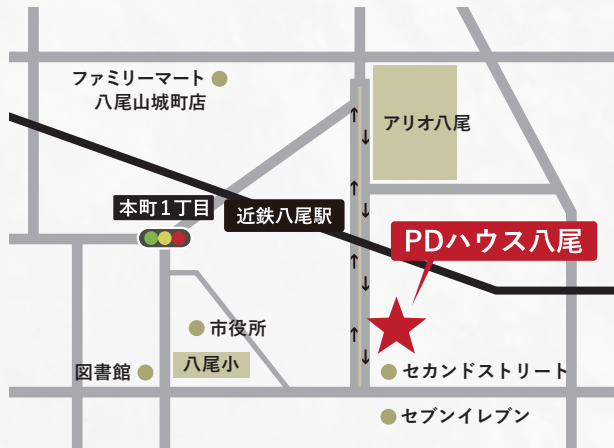 ファミリーマート
八尾山城町店
アリオ八尾
本町1丁目
近鉄八尾駅
PDハウス八尾
市役所
八尾小
図書館
セカンドストリート
セブンイレブン